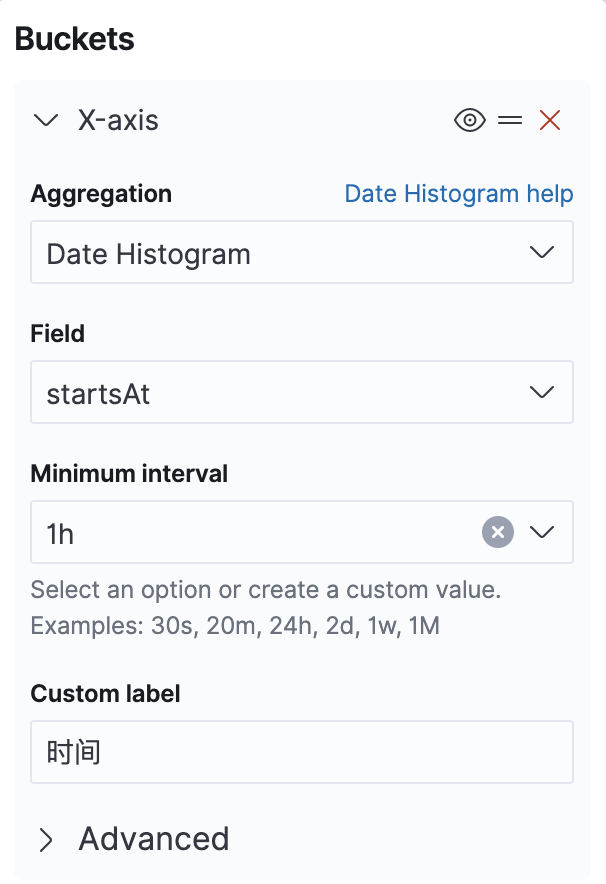 Buckets
X-axis
Aggregation Date Histogram help
Date Histogram
Field
startsAt
Minimum interval
1h
Select an option or create a custom value.
Examples: 30s, 20m, 24h, 2d, 1w, 1M
Custom label
时间
Advanced